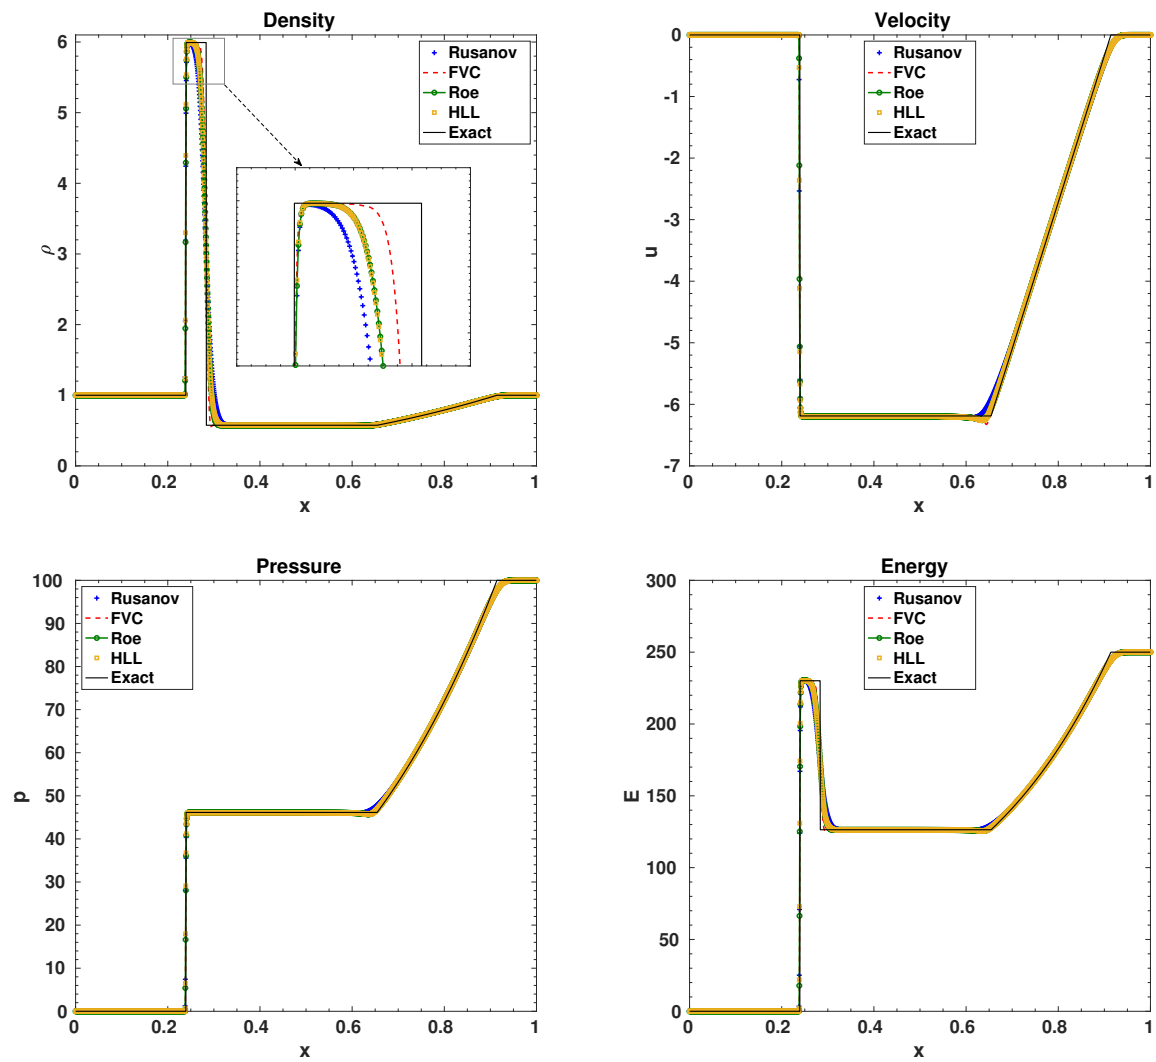 Density
6
5
4
3
2
1
0
ρ
0
0.2
0.4
0.6
0.8
1
x
Rusanov
FVC
Roe
HLL
Exact
Velocity
0
-1
-2
-3
-4
-5
-6
-7
u
0
0.2
0.4
0.6
0.8
1
x
Rusanov
FVC
Roe
HLL
Exact
Pressure
100
90
80
70
60
50
40
30
20
10
0
p
0
0.2
0.4
0.6
0.8
1
x
Rusanov
FVC
Roe
HLL
Exact
Energy
300
250
200
150
100
50
0
E
0
0.2
0.4
0.6
0.8
1
x
Rusanov
FVC
Roe
HLL
Exact